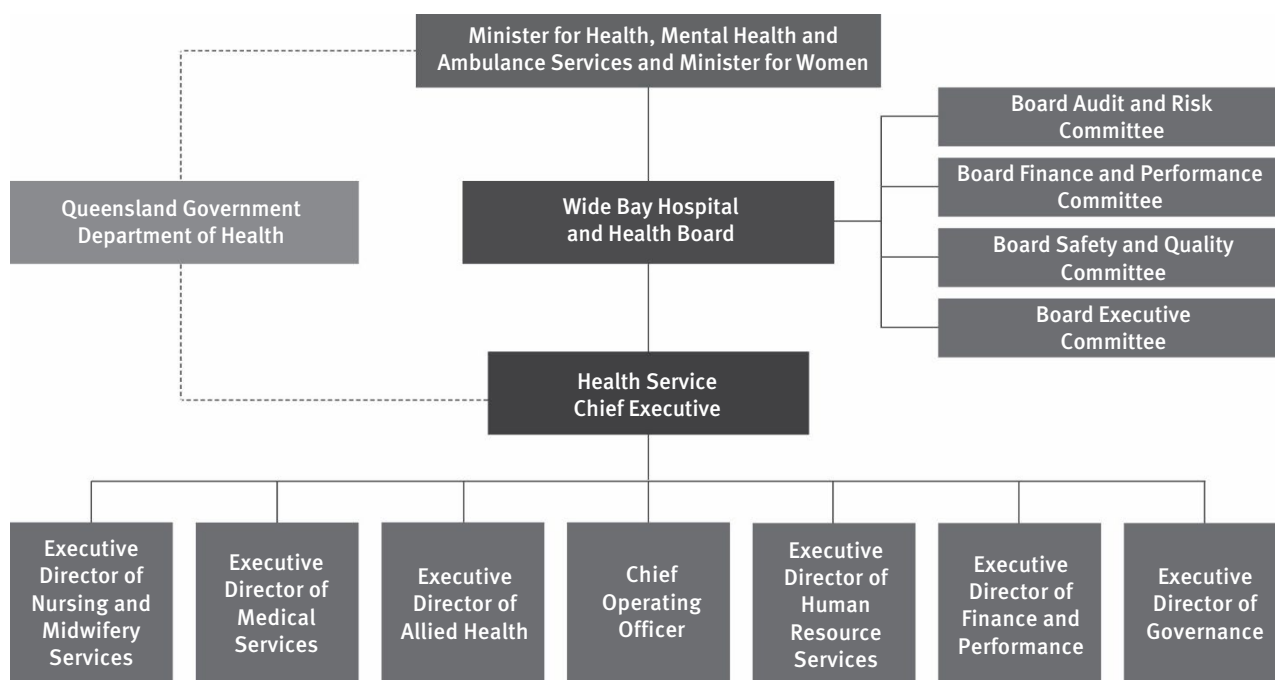 Minister for Health, Mental Health and
Ambulance Services and Minister for Women
Board Audit and Risk
Committee
Board Finance and Performance
Committee
Board Safety and Quality
Committee
Board Executive
Committee
Queensland Government
Department of Health
Wide Bay Hospital
and Health Board
Health Service
Chief Executive
Executive
Director of
Nursing and
Midwifery
Services
Executive
Director of
Medical
Services
Executive
Director of
Allied Health
Chief
Operating
Officer
Executive
Director of
Human
Resource
Services
Executive
Director of
Finance and
Performance
Executive
Director of
Governance